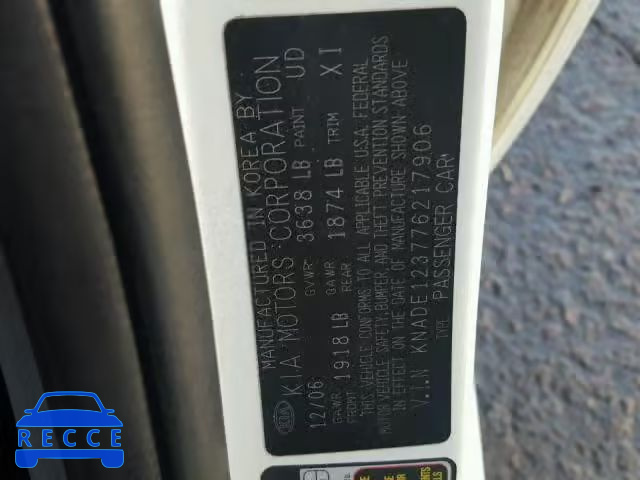 MANUFACTURED IN KOREA BY
KIA MOTORS CORPORATION
12/06 GVWR 3638 LB PAINT UD
GAWR FRONT 1918 LB GAWR REAR 1874 LB TRIM XI
THIS VEHICLE CONFORMS TO ALL APPLICABLE U.S.A. FEDERAL
MOTOR VEHICLE SAFETY,BUMPER,AND THEFT PREVENTION STANDARDS
IN EFFECT ON THE DATE OF MANUFACTURE SHOWN ABOVE
V.I.N KNADE123776217906
TYPE PASSENGER CAR
KIA
RECCE